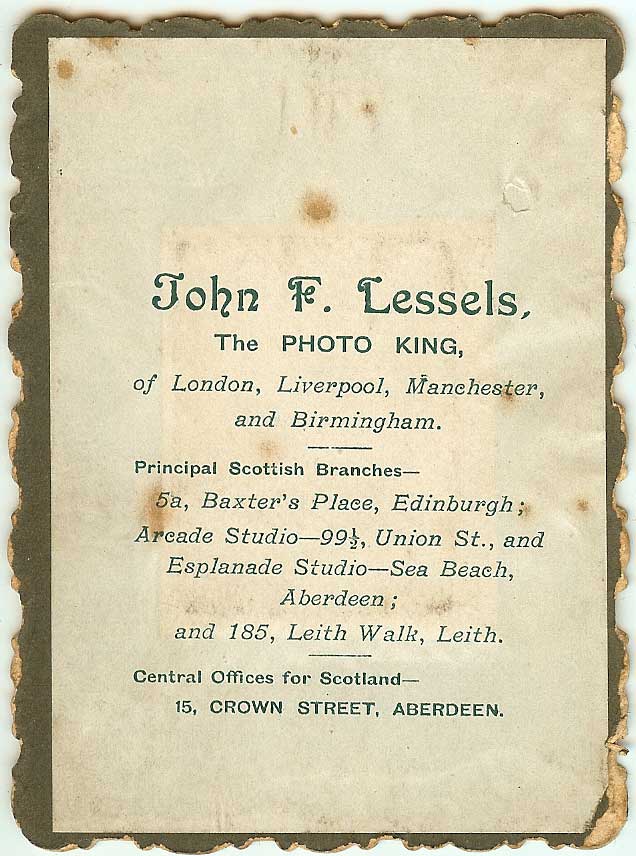 John F. Lessels,
The PHOTO KING,
of London, Liverpool, Manchester,
and Birmingham.
Principal Scottish Branches—
5a, Baxter's Place, Edinburgh;
Arcade Studio—99½, Union St., and
Esplanade Studio—Sea Beach,
Aberdeen;
and 185, Leith Walk, Leith.
Central Offices for Scotland—
15, CROWN STREET, ABERDEEN.